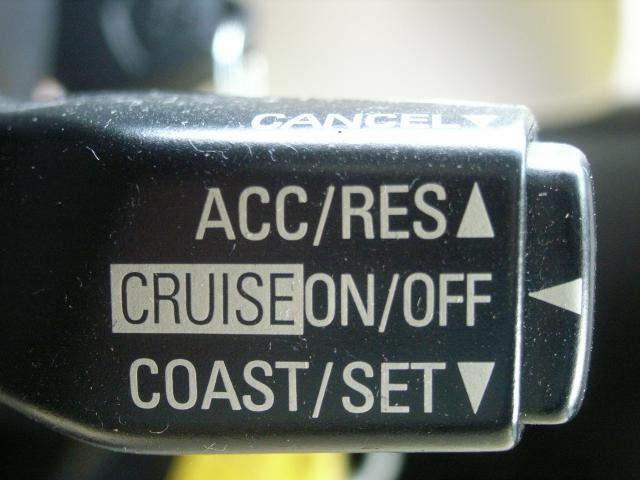 CANCEL▼
ACC/RES▲
CRUISE ON/OFF◀
COAST/SET▼